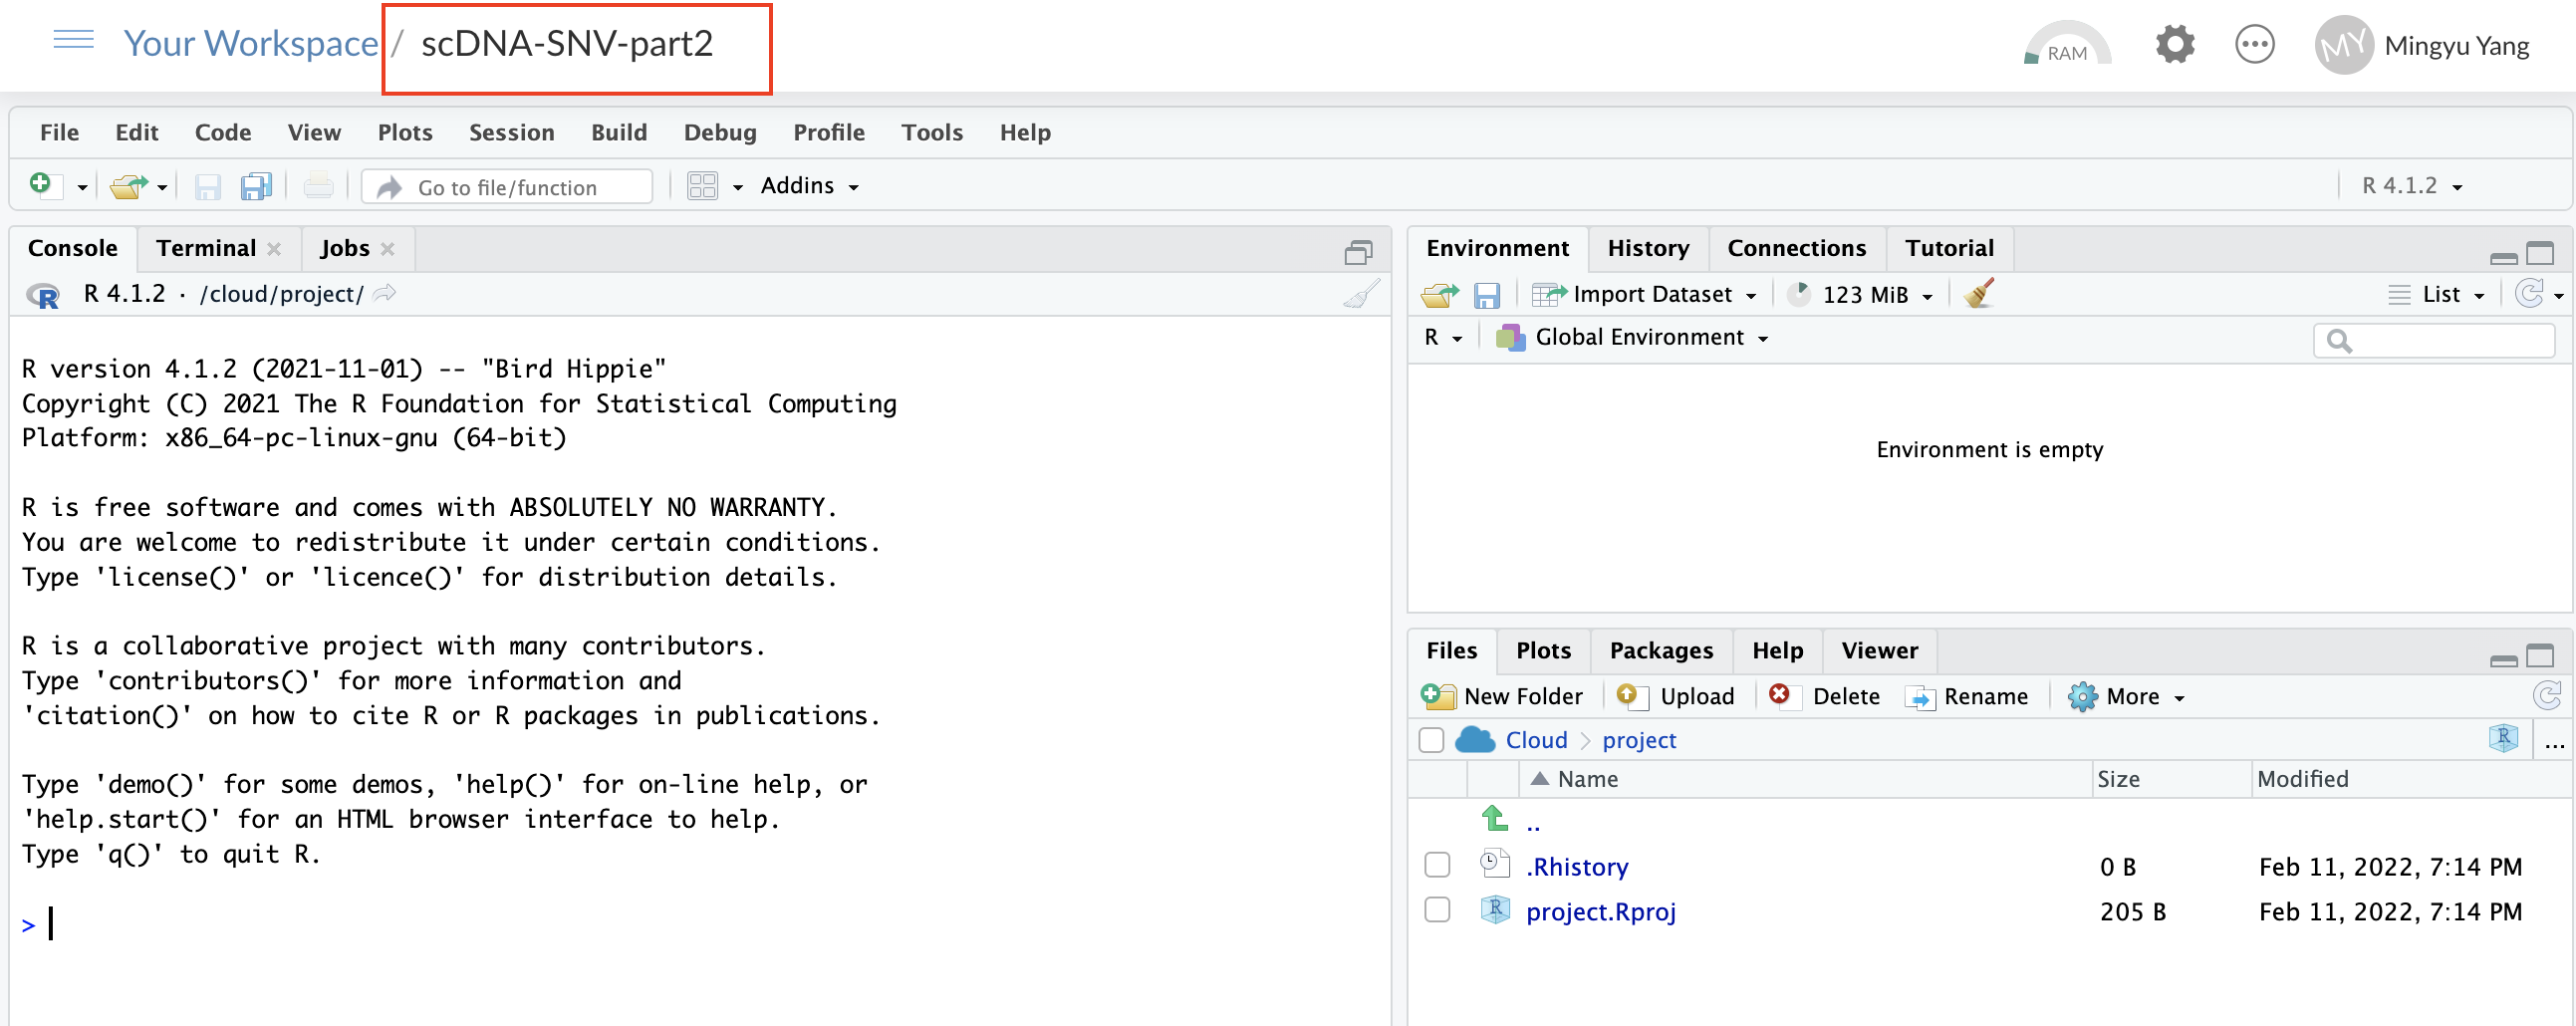 Your Workspace / scDNA-SNV-part2
RAM
MY Mingyu Yang
File Edit Code View Plots Session Build Debug Profile Tools Help
Go to file/function
Addins
R 4.1.2
Console Terminal Jobs
R R 4.1.2 · /cloud/project/
R version 4.1.2 (2021-11-01) -- "Bird Hippie"
Copyright (C) 2021 The R Foundation for Statistical Computing
Platform: x86_64-pc-linux-gnu (64-bit)
R is free software and comes with ABSOLUTELY NO WARRANTY.
You are welcome to redistribute it under certain conditions.
Type 'license()' or 'licence()' for distribution details.
R is a collaborative project with many contributors.
Type 'contributors()' for more information and
'citation()' on how to cite R or R packages in publications.
Type 'demo()' for some demos, 'help()' for on-line help, or
'help.start()' for an HTML browser interface to help.
Type 'q()' to quit R.
>
Environment History Connections Tutorial
Import Dataset 123 MiB List
R Global Environment
Environment is empty
Files Plots Packages Help Viewer
New Folder Upload Delete Rename More
Cloud > project R ...
Name Size Modified
..
.Rhistory 0 B Feb 11, 2022, 7:14 PM
R project.Rproj 205 B Feb 11, 2022, 7:14 PM